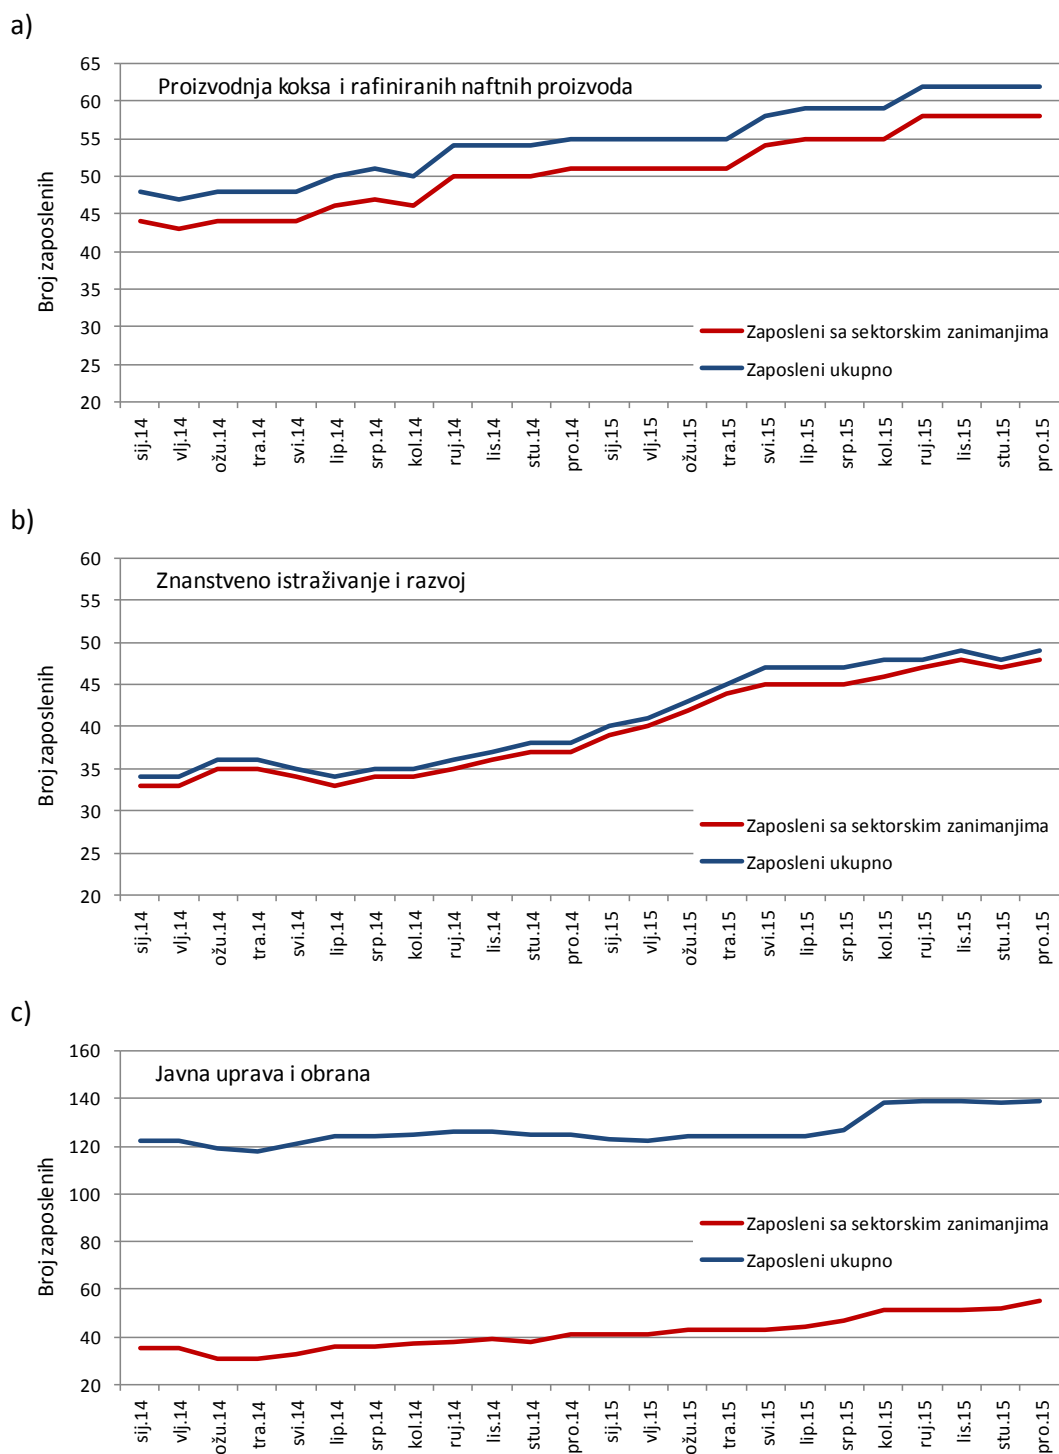 a)
65
60
55
50
45
40
35
30
25
20
Broj zaposlenih
Proizvodnja koksa i rafiniranih naftnih proizvoda
Zaposleni sa sektorskim zanimanjima
Zaposleni ukupno
sij.14
vlj.14
ožu.14
tra.14
svi.14
lip.14
srp.14
kol.14
ruj.14
lis.14
stu.14
pro.14
sij.15
vlj.15
ožu.15
tra.15
svi.15
lip.15
srp.15
kol.15
ruj.15
lis.15
stu.15
pro.15
b)
60
55
50
45
40
35
30
25
20
Broj zaposlenih
Znanstveno istraživanje i razvoj
Zaposleni sa sektorskim zanimanjima
Zaposleni ukupno
sij.14
vlj.14
ožu.14
tra.14
svi.14
lip.14
srp.14
kol.14
ruj.14
lis.14
stu.14
pro.14
sij.15
vlj.15
ožu.15
tra.15
svi.15
lip.15
srp.15
kol.15
ruj.15
lis.15
stu.15
pro.15
c)
160
140
120
100
80
60
40
20
Broj zaposlenih
Javna uprava i obrana
Zaposleni sa sektorskim zanimanjima
Zaposleni ukupno
sij.14
vlj.14
ožu.14
tra.14
svi.14
lip.14
srp.14
kol.14
ruj.14
lis.14
stu.14
pro.14
sij.15
vlj.15
ožu.15
tra.15
svi.15
lip.15
srp.15
kol.15
ruj.15
lis.15
stu.15
pro.15